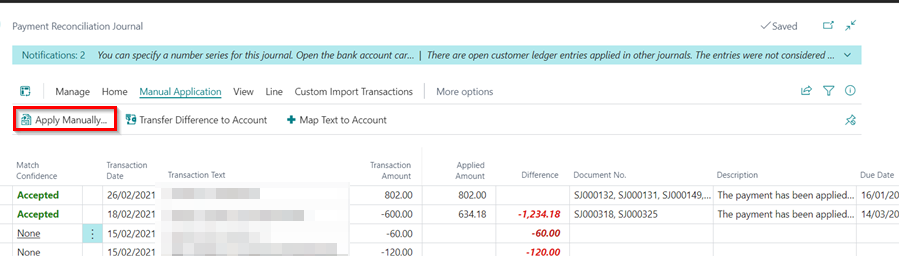 Payment Reconciliation Journal
Saved
Notifications: 2 You can specify a number series for this journal. Open the bank account car... | There are open customer ledger entries applied in other journals. The entries were not considered ...
Manage Home Manual Application View Line Custom Import Transactions More options
Apply Manually... Transfer Difference to Account Map Text to Account
Match Confidence Transaction Date Transaction Text Transaction Amount Applied Amount Difference Document No. Description Due Date
Accepted 26/02/2021 802.00 802.00 SJ000132, SJ000131, SJ000149,... The payment has been applied... 16/01/20
Accepted 18/02/2021 -600.00 634.18 -1,234.18 SJ000318, SJ000325 The payment has been applied... 14/03/20
None 15/02/2021 -60.00 -60.00
None 15/02/2021 -120.00 -120.00